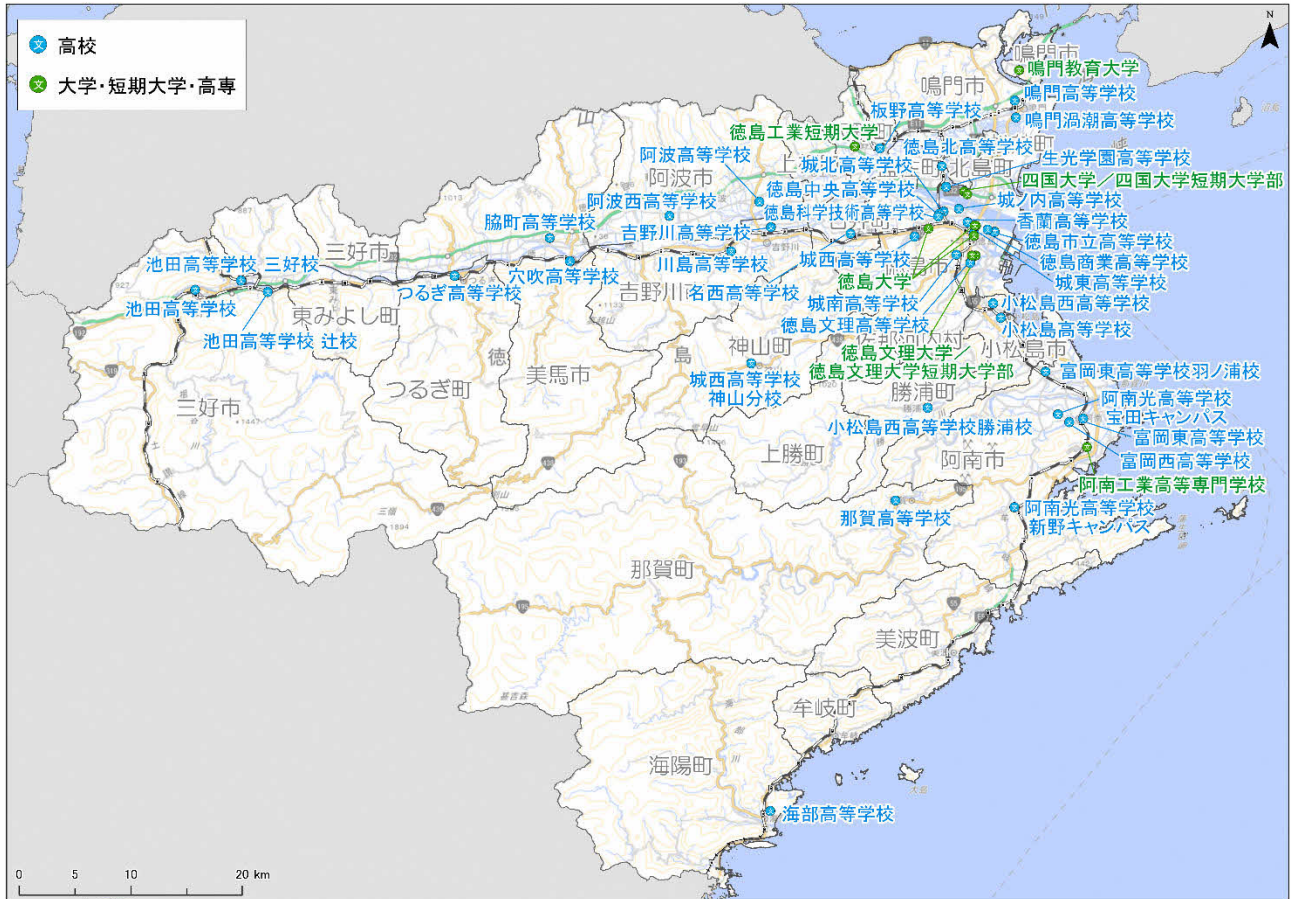 高校
大学・短期大学・高専
N
鳴門市
鳴門教育大学
鳴門市
鳴門高等学校
板野高等学校
鳴門渦潮高等学校
徳島工業短期大学
徳島北高等学校
阿波高等学校
城北高等学校
北島町
生光学園高等学校
阿波市
徳島中央高等学校
四国大学／四国大学短期大学部
阿波西高等学校
城ノ内高等学校
脇町高等学校
徳島科学技術高等学校
香蘭高等学校
吉野川高等学校
徳島市立高等学校
三好市
池田高等学校 三好校
川島高等学校
城西高等学校
徳島商業高等学校
穴吹高等学校
徳島大学
城東高等学校
つるぎ高等学校
吉野川市
名西高等学校
城南高等学校
小松島西高等学校
池田高等学校
東みよし町
徳島文理高等学校
小松島高等学校
池田高等学校 辻校
神山町
佐那河内村
小松島市
徳島文理大学／
徳島文理大学短期大学部
富岡東高等学校羽ノ浦校
つるぎ町
美馬市
城西高等学校
神山分校
勝浦町
阿南光高等学校
宝田キャンパス
三好市
小松島西高等学校勝浦校
富岡東高等学校
上勝町
阿南市
富岡西高等学校
阿南工業高等専門学校
那賀高等学校
阿南光高等学校
新野キャンパス
那賀町
美波町
牟岐町
海陽町
海部高等学校
0 5 10 20 km